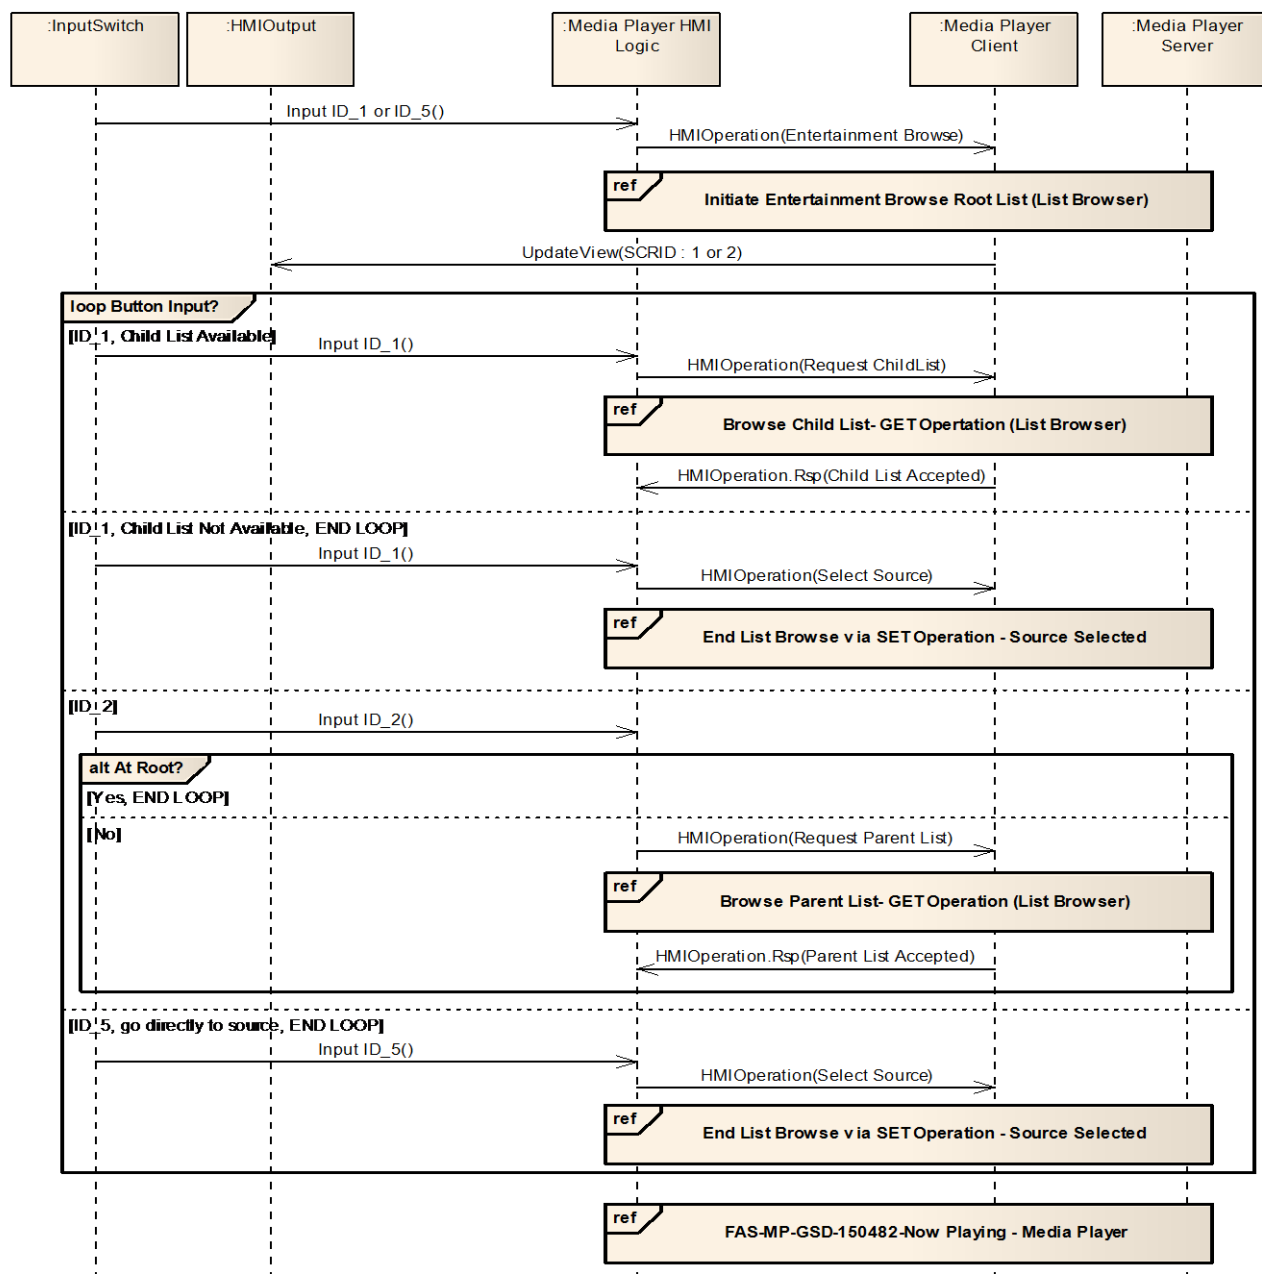 :InputSwitch
:HMIOutput
:Media Player HMI
Logic
:Media Player
Client
:Media Player
Server
Input ID_1 or ID_5()
HMIOperation(Entertainment Browse)
ref
Initiate Entertainment Browse Root List (List Browser)
UpdateView(SCRID : 1 or 2)
loop Button Input?
[ID_1, Child List Available]
Input ID_1()
HMIOperation(Request ChildList)
ref
Browse Child List- GET Opertation (List Browser)
HMIOperation.Rsp(Child List Accepted)
[ID_1, Child List Not Available, END LOOP]
Input ID_1()
HMIOperation(Select Source)
ref
End List Browse via SET Operation - Source Selected
[ID_2]
Input ID_2()
alt At Root?
[Yes, END LOOP]
[No]
HMIOperation(Request Parent List)
ref
Browse Parent List- GET Operation (List Browser)
HMIOperation.Rsp(Parent List Accepted)
[ID_5, go directly to source, END LOOP]
Input ID_5()
HMIOperation(Select Source)
ref
End List Browse via SET Operation - Source Selected
ref
FAS-MP-GSD-150482-Now Playing - Media Player